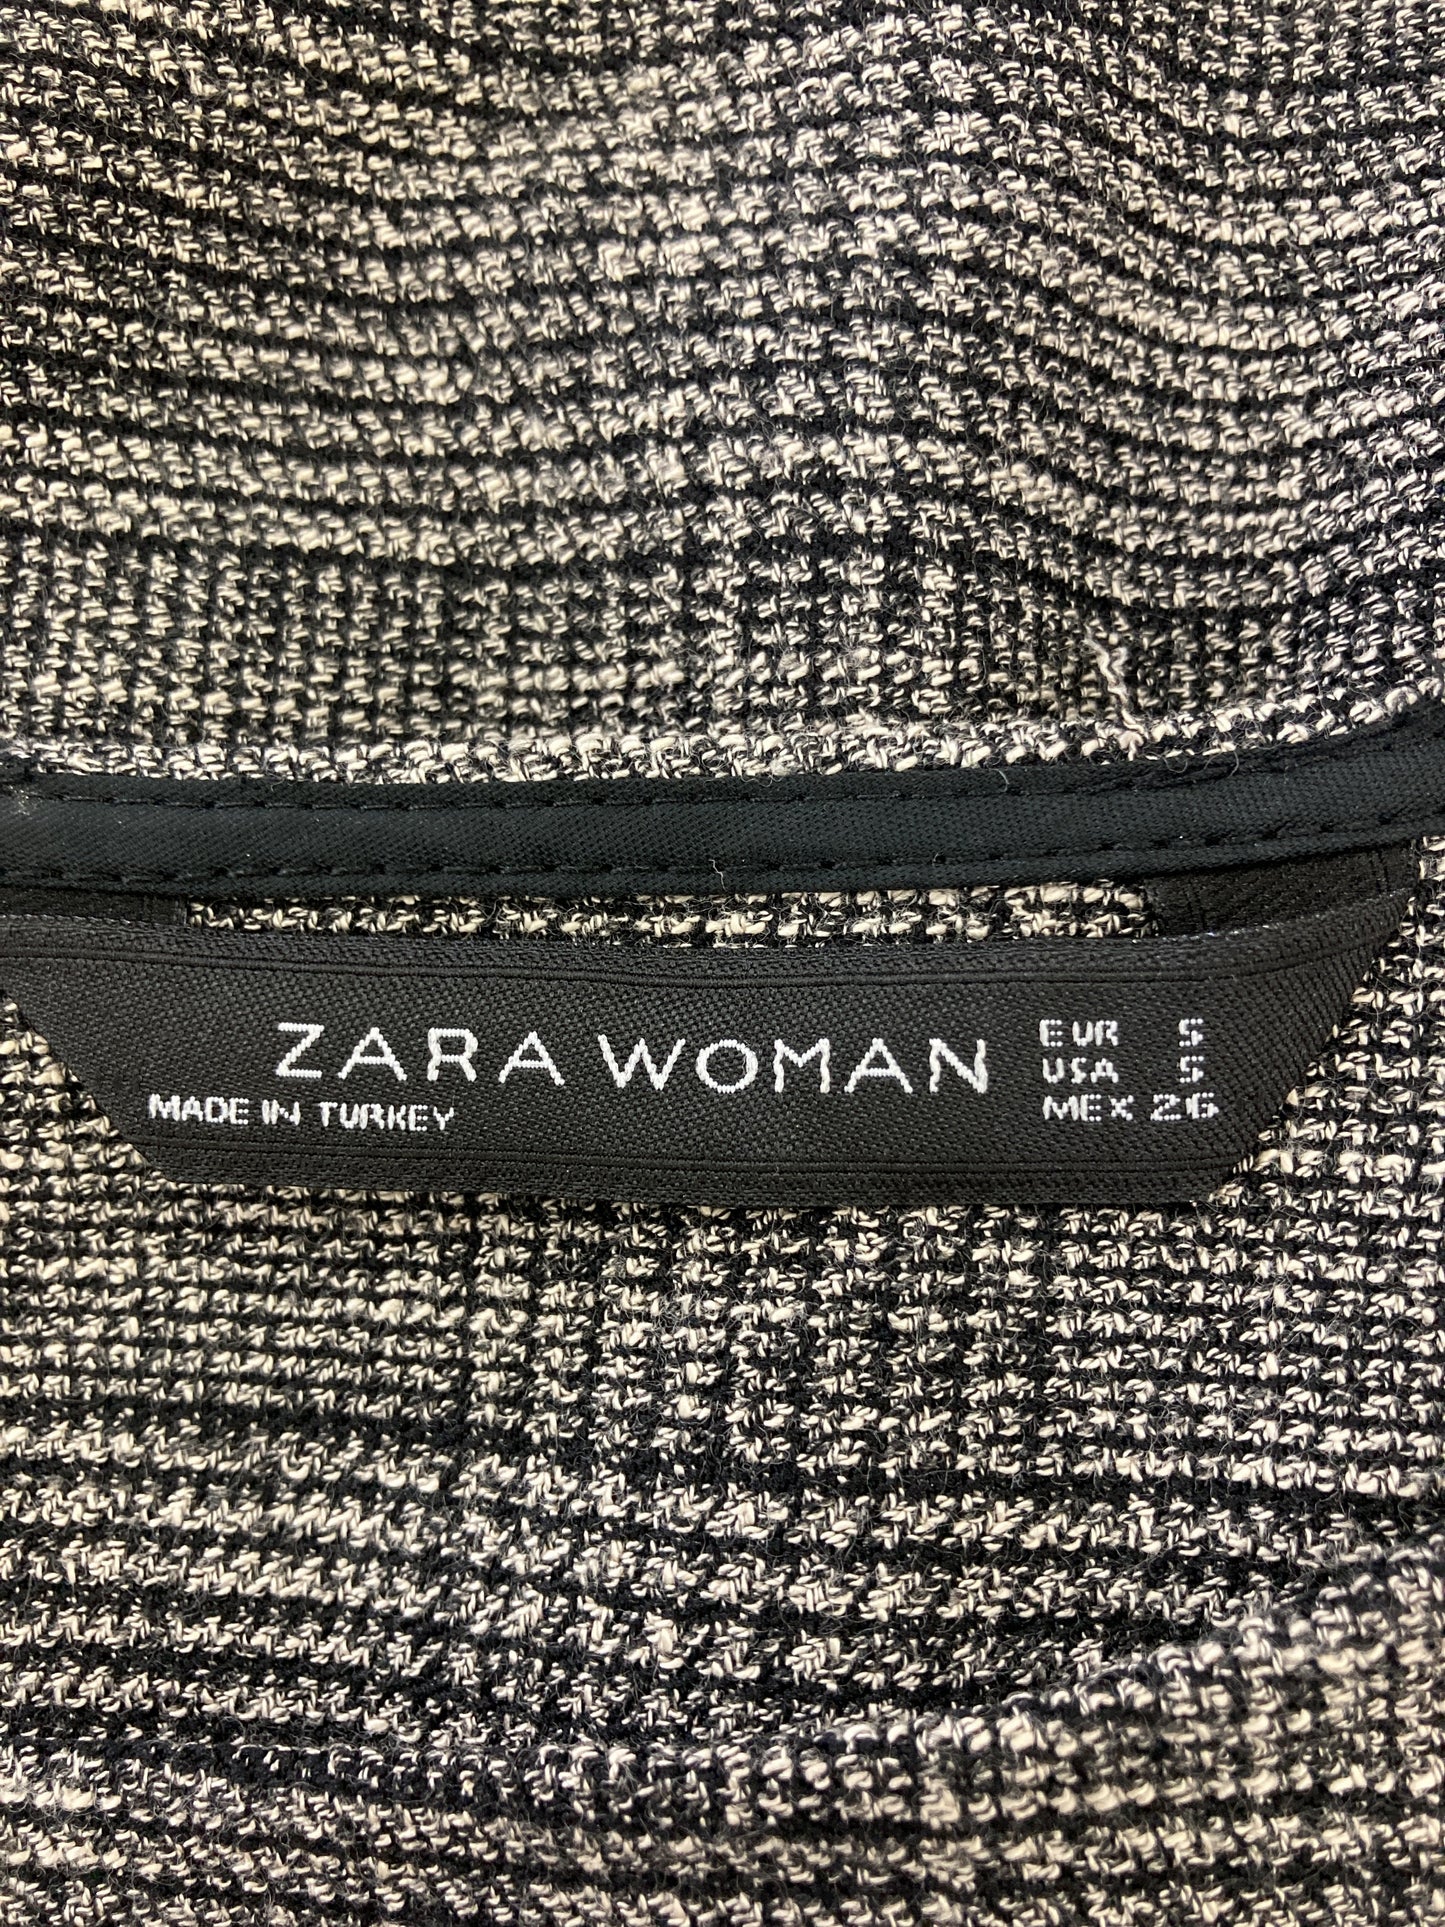 ZARA WOMAN
MADE IN TURKEY
EUR S
USA S
MEX 26